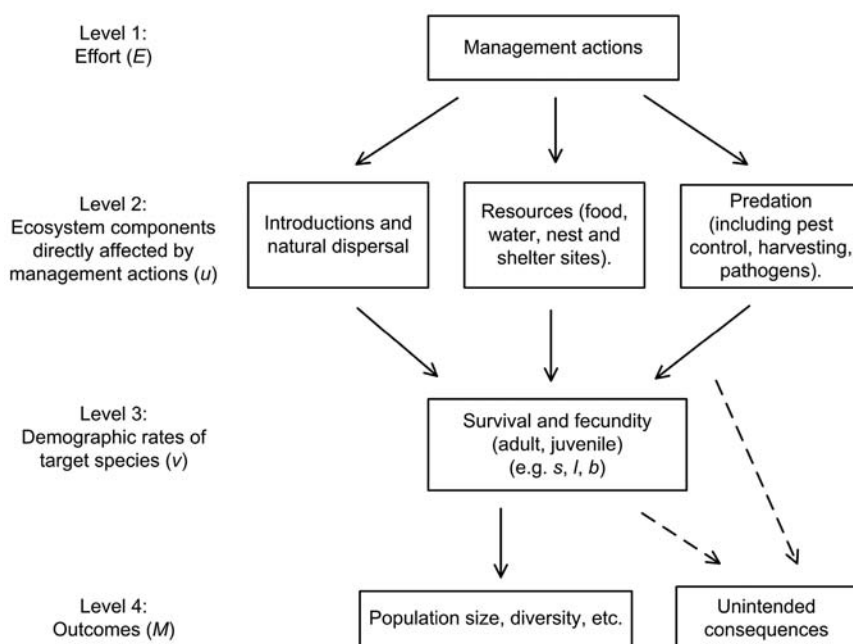 Level 1:
Effort (E)
Management actions
Level 2:
Ecosystem components
directly affected by
management actions (u)
Introductions and
natural dispersal
Resources (food,
water, nest and
shelter sites).
Predation
(including pest
control, harvesting,
pathogens).
Level 3:
Demographic rates of
target species (v)
Survival and fecundity
(adult, juvenile)
(e.g. s, l, b)
Level 4:
Outcomes (M)
Population size, diversity, etc.
Unintended
consequences